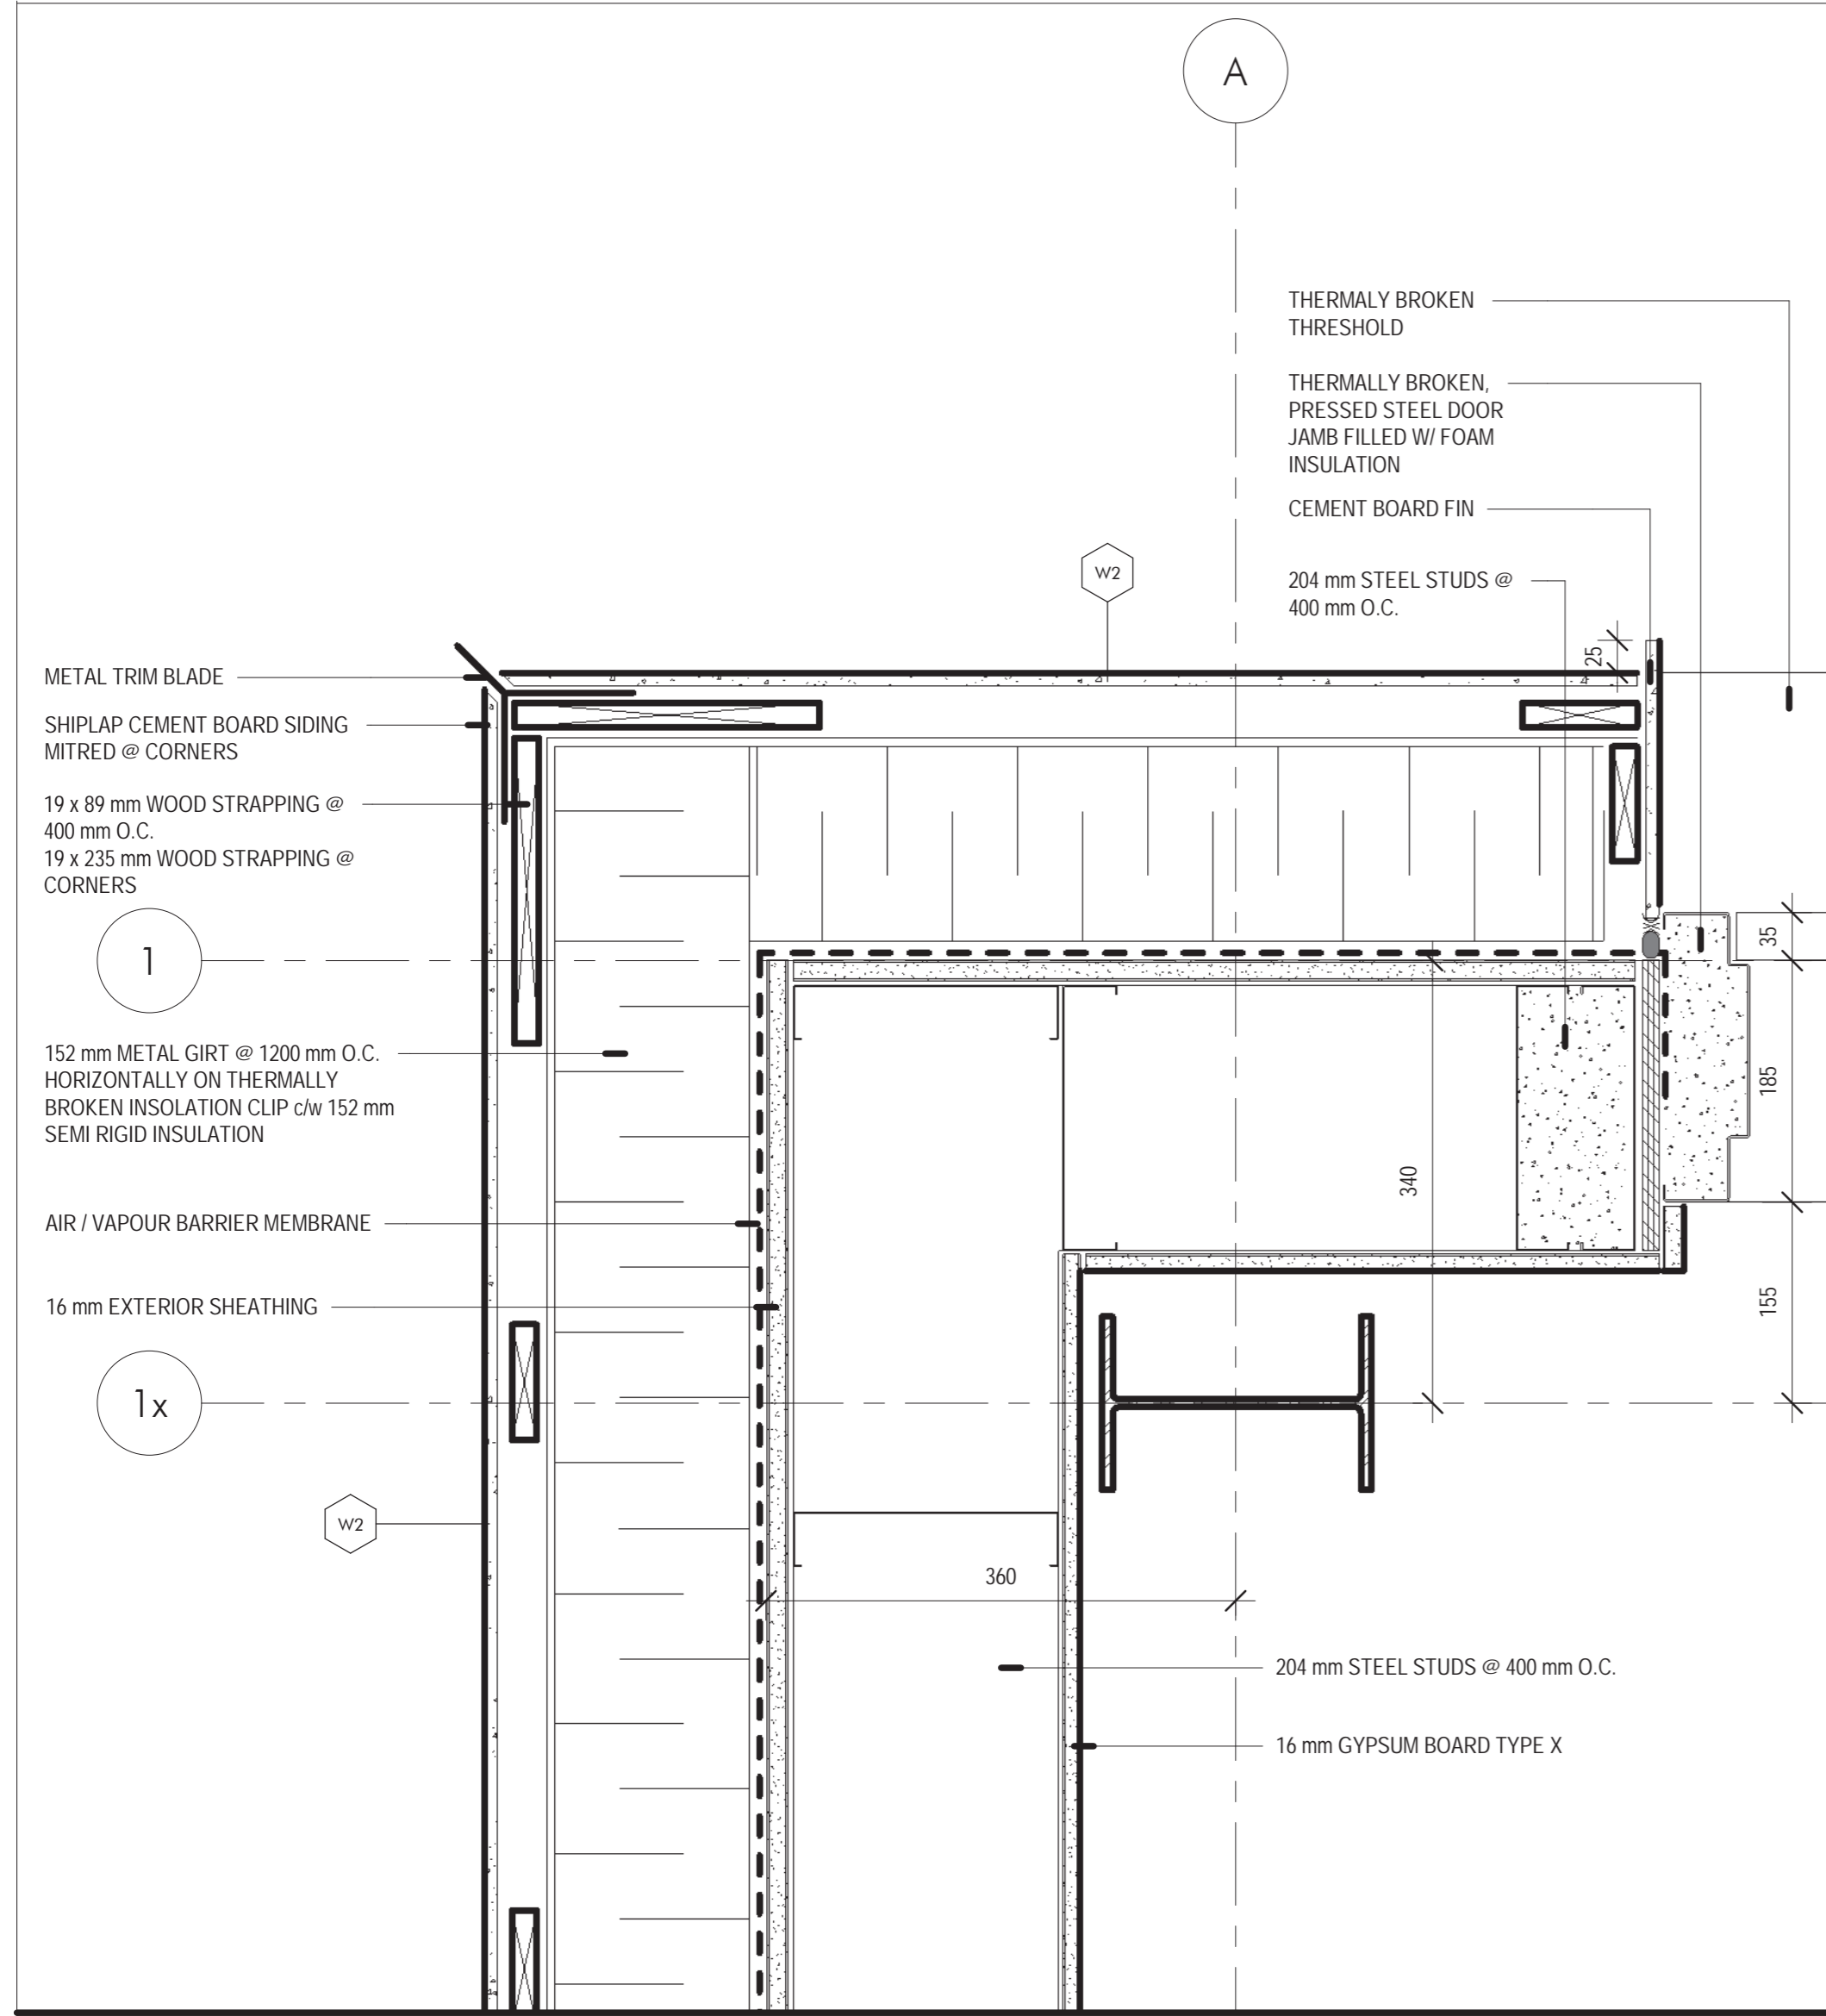 A
THERMALY BROKEN
THRESHOLD
THERMALLY BROKEN,
PRESSED STEEL DOOR
JAMB FILLED W/ FOAM
INSULATION
CEMENT BOARD FIN
W2
204 mm STEEL STUDS @
400 mm O.C.
25
METAL TRIM BLADE
SHIPLAP CEMENT BOARD SIDING
MITRED @ CORNERS
19 x 89 mm WOOD STRAPPING @
400 mm O.C.
19 x 235 mm WOOD STRAPPING @
CORNERS
1
35
152 mm METAL GIRT @ 1200 mm O.C.
HORIZONTALLY ON THERMALLY
BROKEN INSOLATION CLIP c/w 152 mm
SEMI RIGID INSULATION
185
340
AIR / VAPOUR BARRIER MEMBRANE
16 mm EXTERIOR SHEATHING
155
1x
W2
360
204 mm STEEL STUDS @ 400 mm O.C.
16 mm GYPSUM BOARD TYPE X